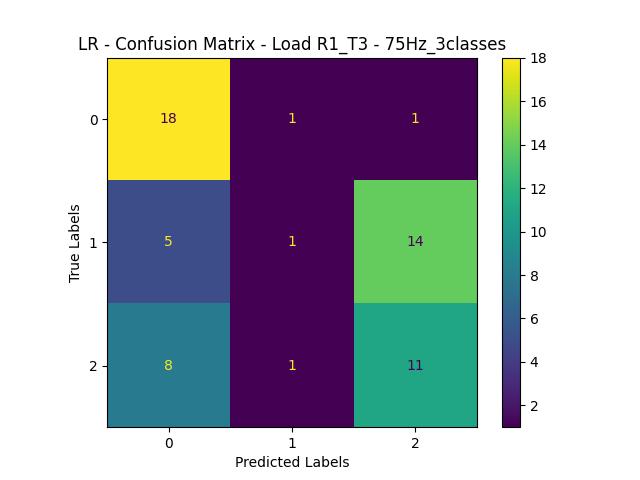 LR - Confusion Matrix - Load R1_T3 - 75Hz_3classes
True Labels
0
1
2
18 1 1
5 1 14
8 1 11
0 1 2
Predicted Labels
18
16
14
12
10
8
6
4
2